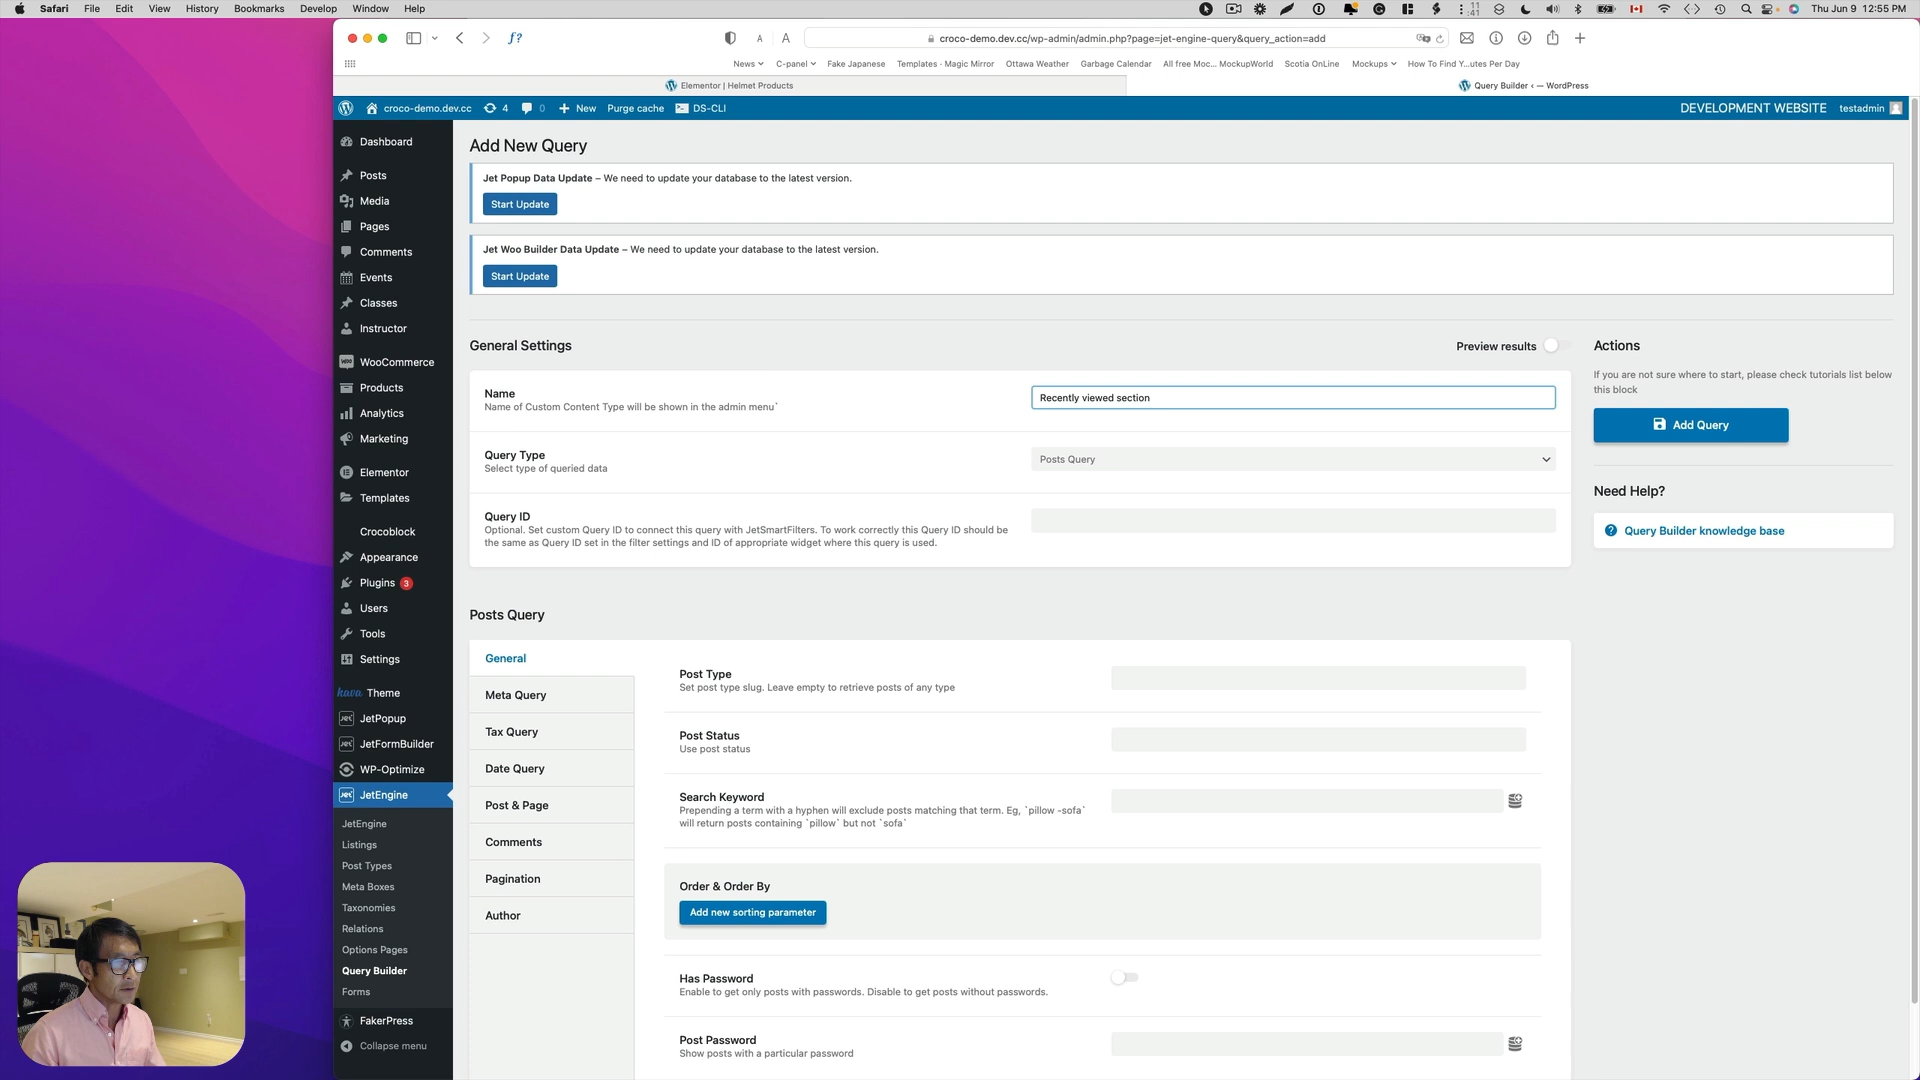 Safari File Edit View History Bookmarks Develop Window Help
11
41
Thu Jun 9 12:55 PM
f?
A A
croco-demo.dev.cc/wp-admin/admin.php?page=jet-engine-query&query_action=add
News C-panel Fake Japanese Templates · Magic Mirror Ottawa Weather Garbage Calendar All free Moc... MockupWorld Scotia OnLine Mockups How To Find Y...utes Per Day
Elementor | Helmet Products
Query Builder ‹ — WordPress
croco-demo.dev.cc 4 0 New Purge cache DS-CLI
DEVELOPMENT WEBSITE testadmin
Dashboard
Posts
Media
Pages
Comments
Events
Classes
Instructor
WooCommerce
Products
Analytics
Marketing
Elementor
Templates
Crocoblock
Appearance
Plugins 3
Users
Tools
Settings
kava Theme
JetPopup
JetFormBuilder
WP-Optimize
JetEngine
JetEngine
Listings
Post Types
Meta Boxes
Taxonomies
Relations
Options Pages
Query Builder
Forms
FakerPress
Collapse menu
Add New Query
Jet Popup Data Update – We need to update your database to the latest version.
Start Update
Jet Woo Builder Data Update – We need to update your database to the latest version.
Start Update
General Settings
Preview results
Name
Name of Custom Content Type will be shown in the admin menu`
Recently viewed section
Query Type
Select type of queried data
Posts Query
Query ID
Optional. Set custom Query ID to connect this query with JetSmartFilters. To work correctly this Query ID should be
the same as Query ID set in the filter settings and ID of appropriate widget where this query is used.
Actions
If you are not sure where to start, please check tutorials list below
this block
Add Query
Need Help?
Query Builder knowledge base
Posts Query
General
Meta Query
Tax Query
Date Query
Post & Page
Comments
Pagination
Author
Post Type
Set post type slug. Leave empty to retrieve posts of any type
Post Status
Use post status
Search Keyword
Prepending a term with a hyphen will exclude posts matching that term. Eg, `pillow -sofa`
will return posts containing `pillow` but not `sofa`
Order & Order By
Add new sorting parameter
Has Password
Enable to get only posts with passwords. Disable to get posts without passwords.
Post Password
Show posts with a particular password